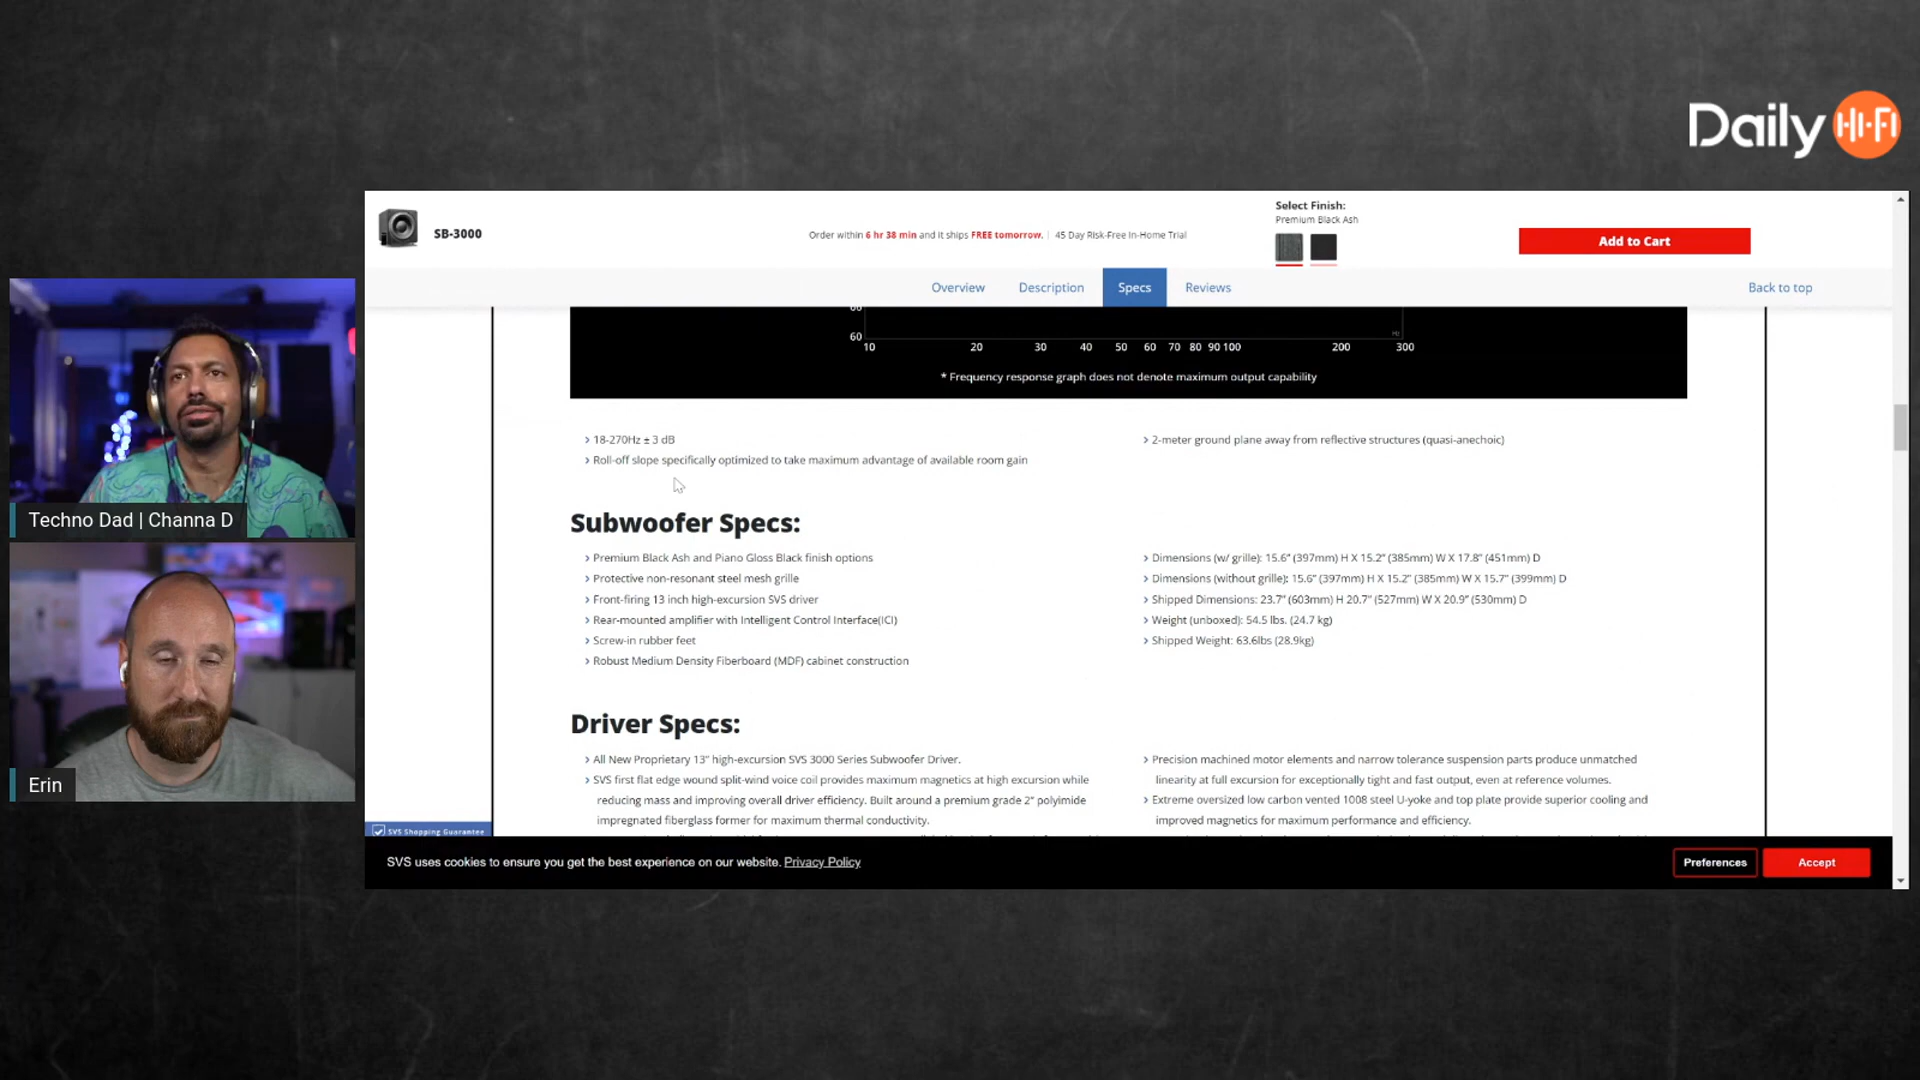 Daily HI-FI
SB-3000
Order within 6 hr 38 min and it ships FREE tomorrow. | 45 Day Risk-Free In-Home Trial
Select Finish:
Premium Black Ash
Add to Cart
Overview
Description
Specs
Reviews
Back to top
60
Hz
10 20 30 40 50 60 70 80 90 100 200 300
* Frequency response graph does not denote maximum output capability
18-270Hz ± 3 dB
Roll-off slope specifically optimized to take maximum advantage of available room gain
2-meter ground plane away from reflective structures (quasi-anechoic)
Subwoofer Specs:
Premium Black Ash and Piano Gloss Black finish options
Protective non-resonant steel mesh grille
Front-firing 13 inch high-excursion SVS driver
Rear-mounted amplifier with Intelligent Control Interface(ICI)
Screw-in rubber feet
Robust Medium Density Fiberboard (MDF) cabinet construction
Dimensions (w/ grille): 15.6" (397mm) H X 15.2" (385mm) W X 17.8" (451mm) D
Dimensions (without grille): 15.6" (397mm) H X 15.2" (385mm) W X 15.7" (399mm) D
Shipped Dimensions: 23.7" (603mm) H 20.7" (527mm) W X 20.9" (530mm) D
Weight (unboxed): 54.5 lbs. (24.7 kg)
Shipped Weight: 63.6lbs (28.9kg)
Driver Specs:
All New Proprietary 13" high-excursion SVS 3000 Series Subwoofer Driver.
SVS first flat edge wound split-wind voice coil provides maximum magnetics at high excursion while
reducing mass and improving overall driver efficiency. Built around a premium grade 2" polyimide
impregnated fiberglass former for maximum thermal conductivity.
Precision machined motor elements and narrow tolerance suspension parts produce unmatched
linearity at full excursion for exceptionally tight and fast output, even at reference volumes.
Extreme oversized low carbon vented 1008 steel U-yoke and top plate provide superior cooling and
improved magnetics for maximum performance and efficiency.
SVS Shopping Guarantee
SVS uses cookies to ensure you get the best experience on our website. Privacy Policy
Preferences
Accept
Techno Dad | Channa D
Erin